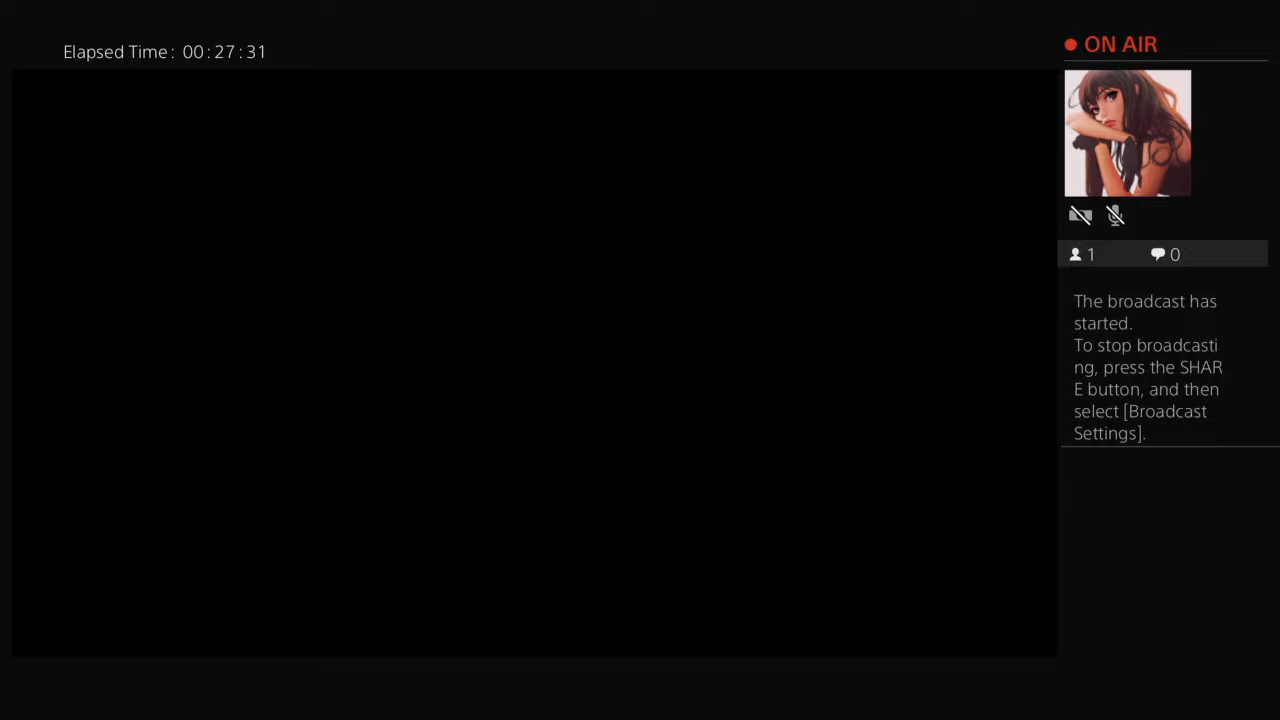 Elapsed Time: 00:27:31
ON AIR
1 0
The broadcast has
started.
To stop broadcasti
ng, press the SHAR
E button, and then
select [Broadcast
Settings].